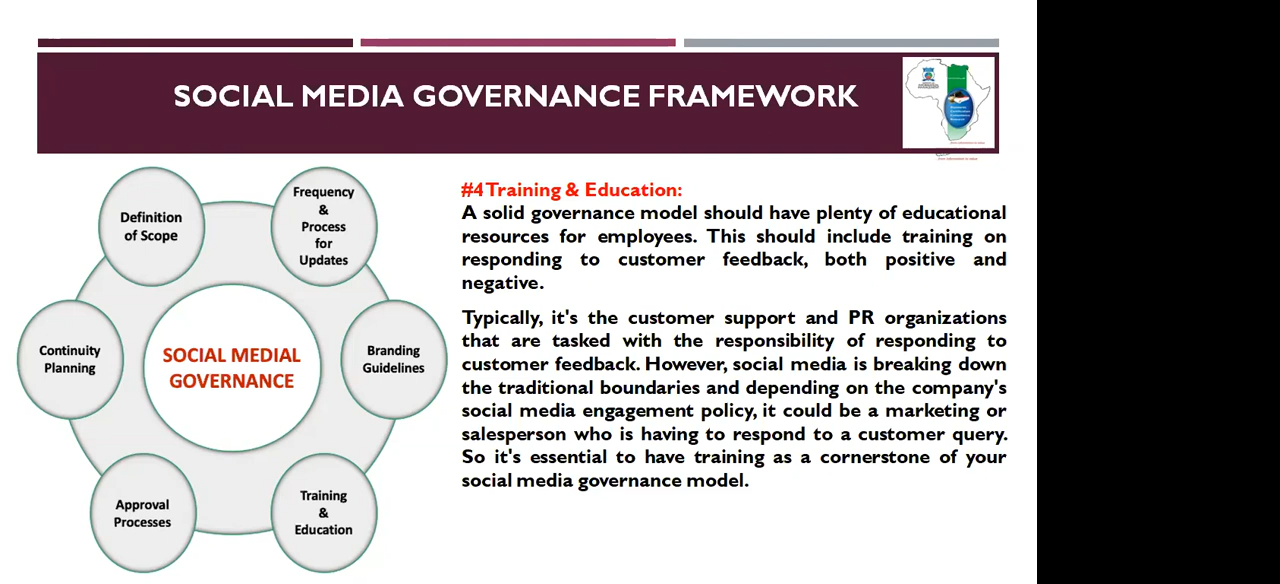 SOCIAL MEDIA GOVERNANCE FRAMEWORK
Definition
of Scope
Frequency
&
Process
for
Updates
Continuity
Planning
SOCIAL MEDIAL
GOVERNANCE
Branding
Guidelines
Approval
Processes
Training
&
Education
#4 Training & Education:
A solid governance model should have plenty of educational
resources for employees. This should include training on
responding to customer feedback, both positive and
negative.
Typically, it's the customer support and PR organizations
that are tasked with the responsibility of responding to
customer feedback. However, social media is breaking down
the traditional boundaries and depending on the company's
social media engagement policy, it could be a marketing or
salesperson who is having to respond to a customer query.
So it's essential to have training as a cornerstone of your
social media governance model.